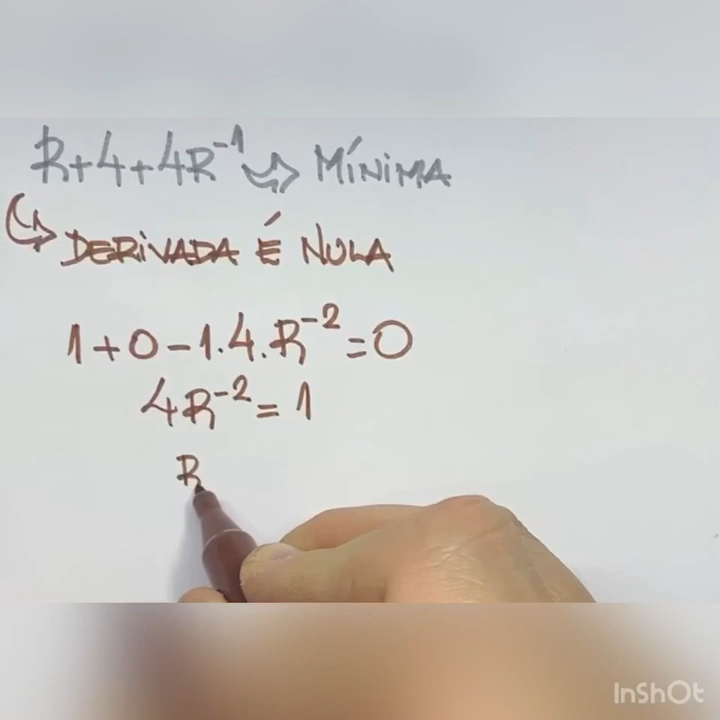 R+4+4R⁻¹ ⇨ MÍNIMA
↪ DERIVADA É NULA
1+0-1.4.R⁻²=0
4R⁻²=1
R
InShOt